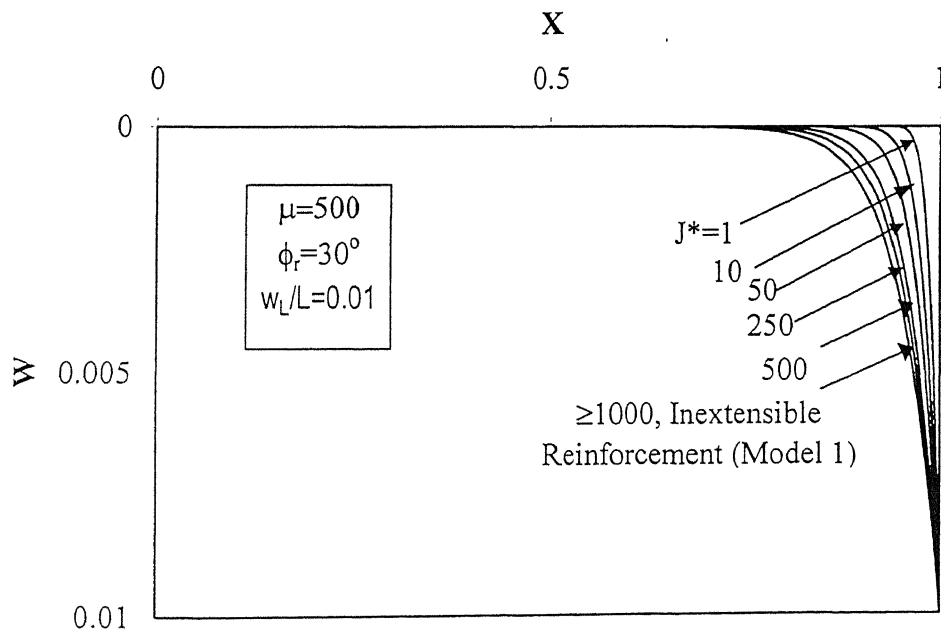 X
0 0.5 1
0
μ=500
ϕr=30°
wL/L=0.01
J*=1
10
50
250
500
≥1000, Inextensible
Reinforcement (Model 1)
W
0.005
0.01